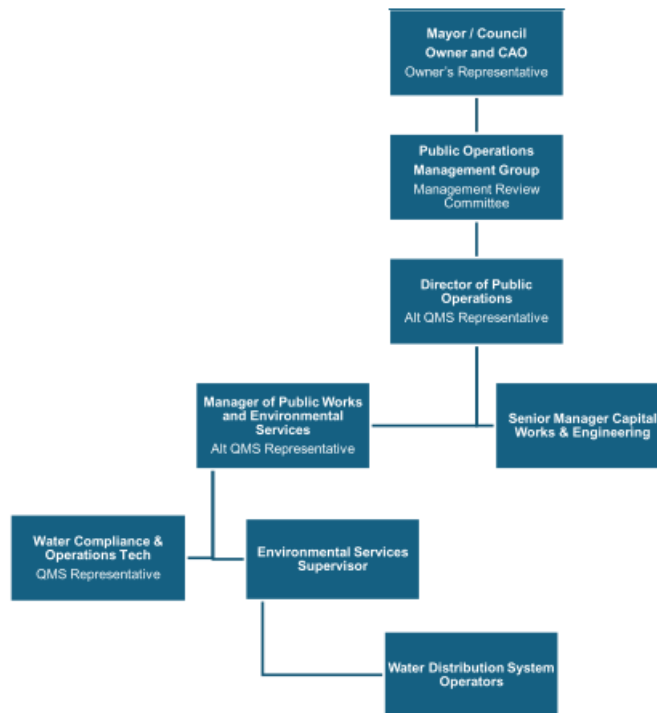 Mayor / Council
Owner and CAO
Owner's Representative
Public Operations
Management Group
Management Review
Committee
Director of Public
Operations
Alt QMS Representative
Manager of Public Works
and Environmental
Services
Alt QMS Representative
Senior Manager Capital
Works & Engineering
Water Compliance &
Operations Tech
QMS Representative
Environmental Services
Supervisor
Water Distribution System
Operators